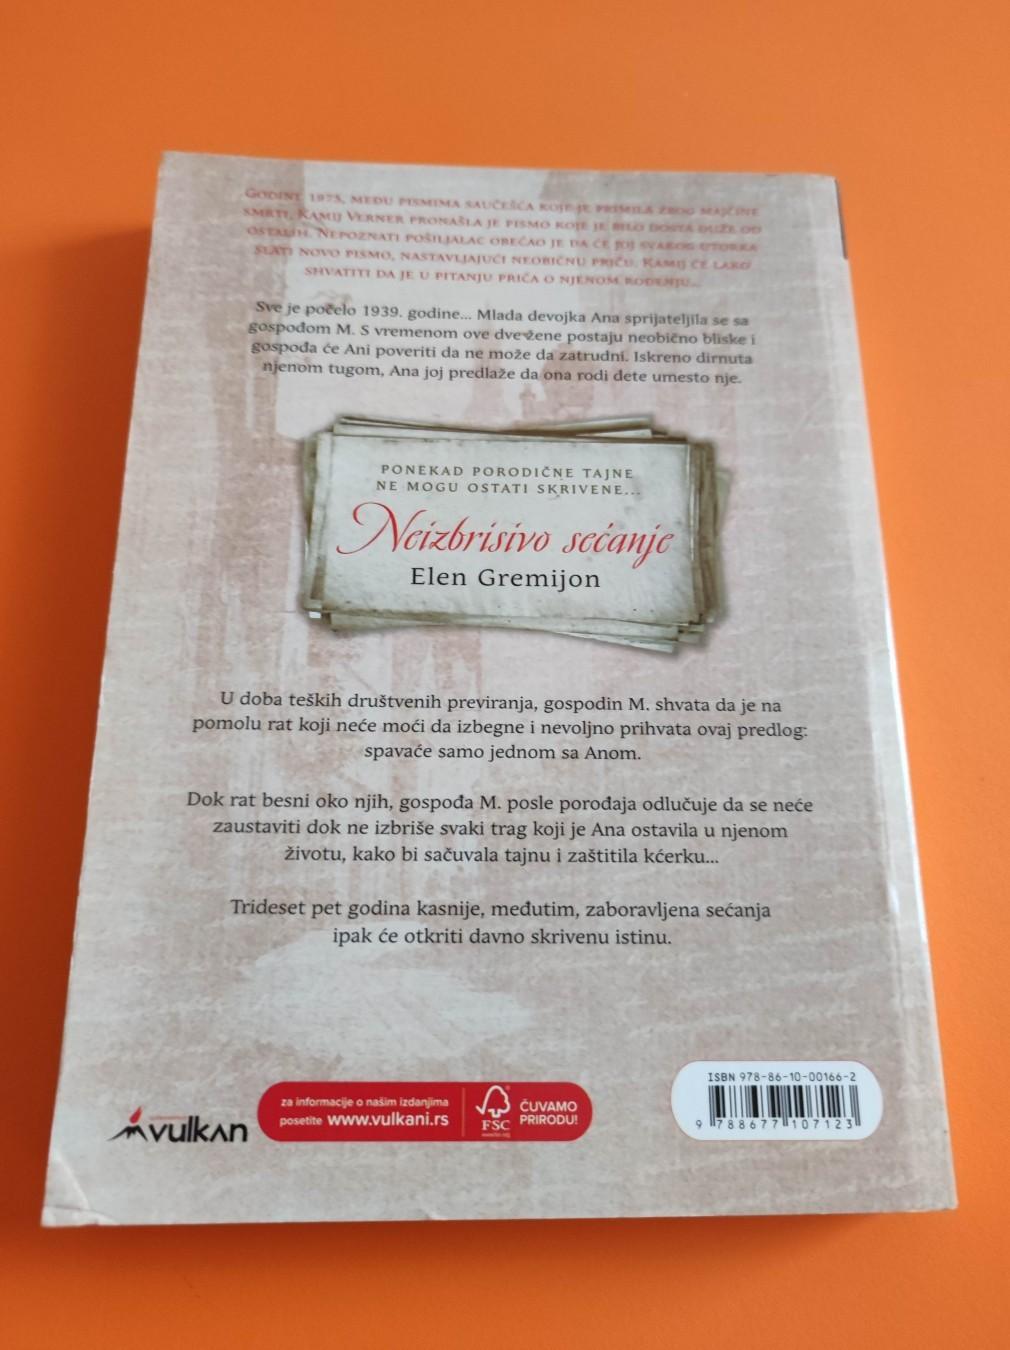 GODINE 1975, MEĐU PISMIMA SAUČEŠĆA KOJE JE PRIMILA ZBOG MAJČINE
SMRTI, KAMIJ VERNER PRONAŠLA JE PISMO KOJE JE BILO DOSTA DUŽE OD
OSTALIH. NEPOZNATI POŠILJALAC OBEĆAO JE DA ĆE JOJ SVAKOG UTORKA
SLATI NOVO PISMO, NASTAVLJAJUĆI NEOBIČNU PRIČU. KAMIJ ĆE LAKO
SHVATITI DA JE U PITANJU PRIČA O NJENOM ROĐENJU...
Sve je počelo 1939. godine... Mlada devojka Ana sprijateljila se sa
gospođom M. S vremenom ove dve žene postaju neobično bliske i
gospođa će Ani poveriti da ne može da zatrudni. Iskreno dirnuta
njenom tugom, Ana joj predlaže da ona rodi dete umesto nje.
PONEKAD PORODIČNE TAJNE
NE MOGU OSTATI SKRIVENE...
Neizbrisivo sećanje
Elen Gremijon
U doba teških društvenih previranja, gospodin M. shvata da je na
pomolu rat koji neće moći da izbegne i nevoljno prihvata ovaj predlog:
spavaće samo jednom sa Anom.
Dok rat besni oko njih, gospođa M. posle porođaja odlučuje da se neće
zaustaviti dok ne izbriše svaki trag koji je Ana ostavila u njenom
životu, kako bi sačuvala tajnu i zaštitila kćerku...
Trideset pet godina kasnije, međutim, zaboravljena sećanja
ipak će otkriti davno skrivenu istinu.
vulkan
za informacije o našim izdanjima
posetite www.vulkani.rs
FSC
www.fsc.org
ČUVAMO
PRIRODU!
ISBN 978-86-10-00166-2
9 788677 107123